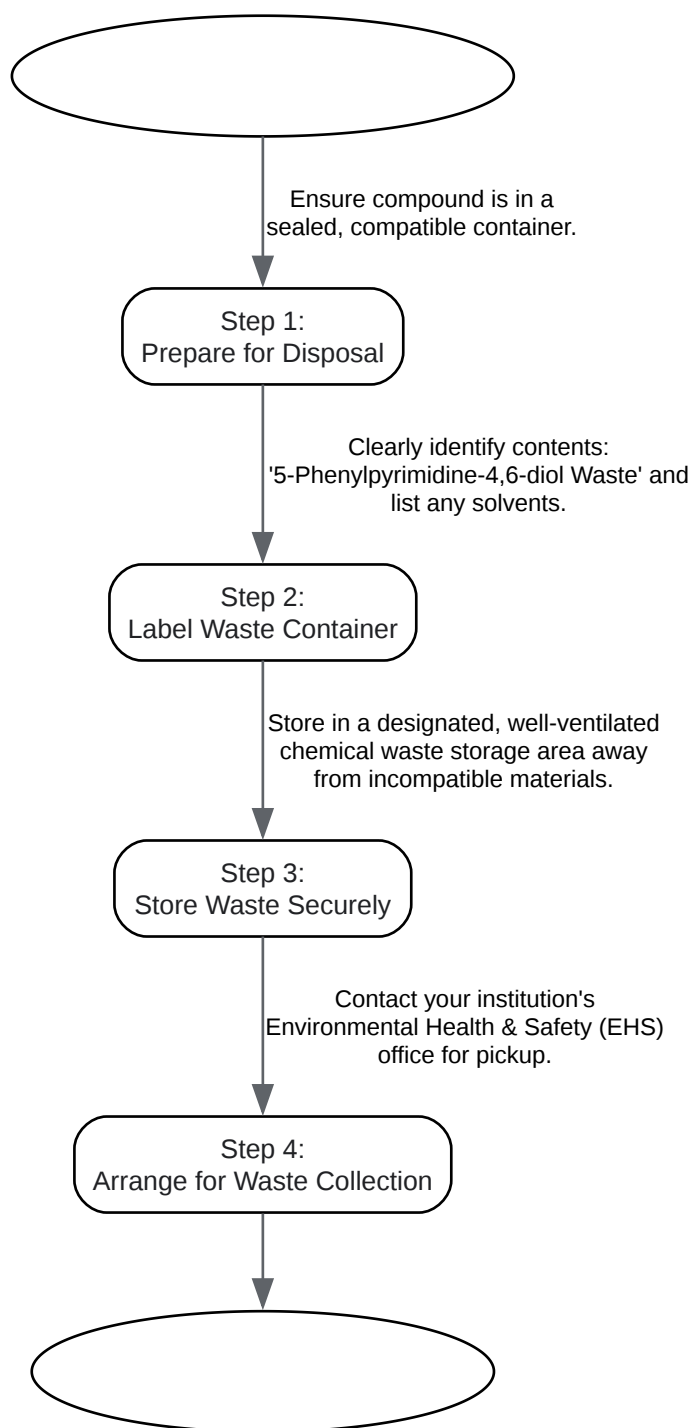 Ensure compound is in a
sealed, compatible container.
Step 1:
Prepare for Disposal
Clearly identify contents:
'5-Phenylpyrimidine-4,6-diol Waste' and
list any solvents.
Step 2:
Label Waste Container
Store in a designated, well-ventilated
chemical waste storage area away
from incompatible materials.
Step 3:
Store Waste Securely
Contact your institution's
Environmental Health & Safety (EHS)
office for pickup.
Step 4:
Arrange for Waste Collection